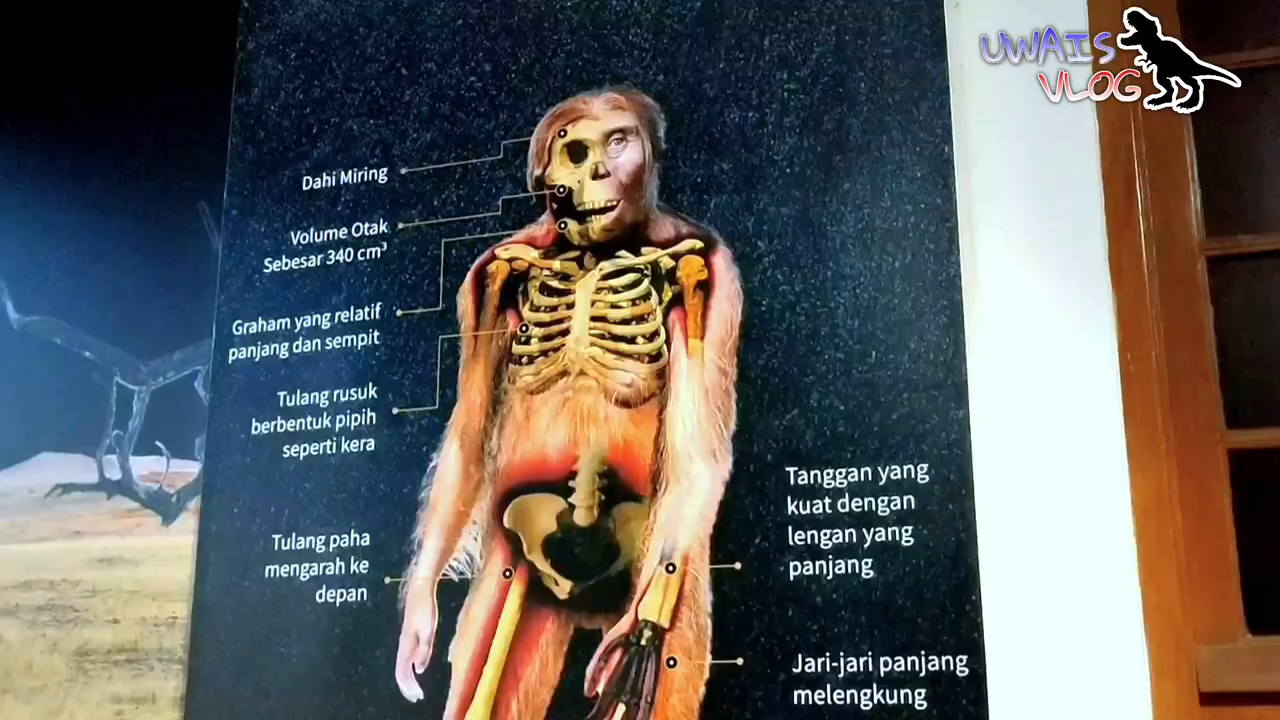 UWAIS
VLOG
Dahi Miring
Volume Otak
Sebesar 340 cm³
Graham yang relatif
panjang dan sempit
Tulang rusuk
berbentuk pipih
seperti kera
Tulang paha
mengarah ke
depan
Tanggan yang
kuat dengan
lengan yang
panjang
Jari-jari panjang
melengkung